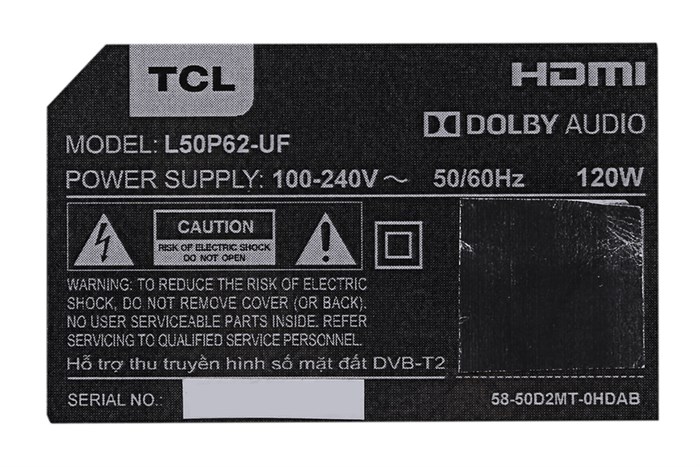 TCL
HDMI
DOLBY AUDIO
MODEL: L50P62-UF
POWER SUPPLY: 100-240V ~ 50/60Hz 120W
CAUTION
RISK OF ELECTRIC SHOCK
DO NOT OPEN
WARNING: TO REDUCE THE RISK OF ELECTRIC
SHOCK, DO NOT REMOVE COVER (OR BACK).
NO USER SERVICEABLE PARTS INSIDE. REFER
SERVICING TO QUALIFIED SERVICE PERSONNEL.
Hỗ trợ thu truyền hình số mặt đất DVB-T2
SERIAL NO.:
58-50D2MT-0HDAB